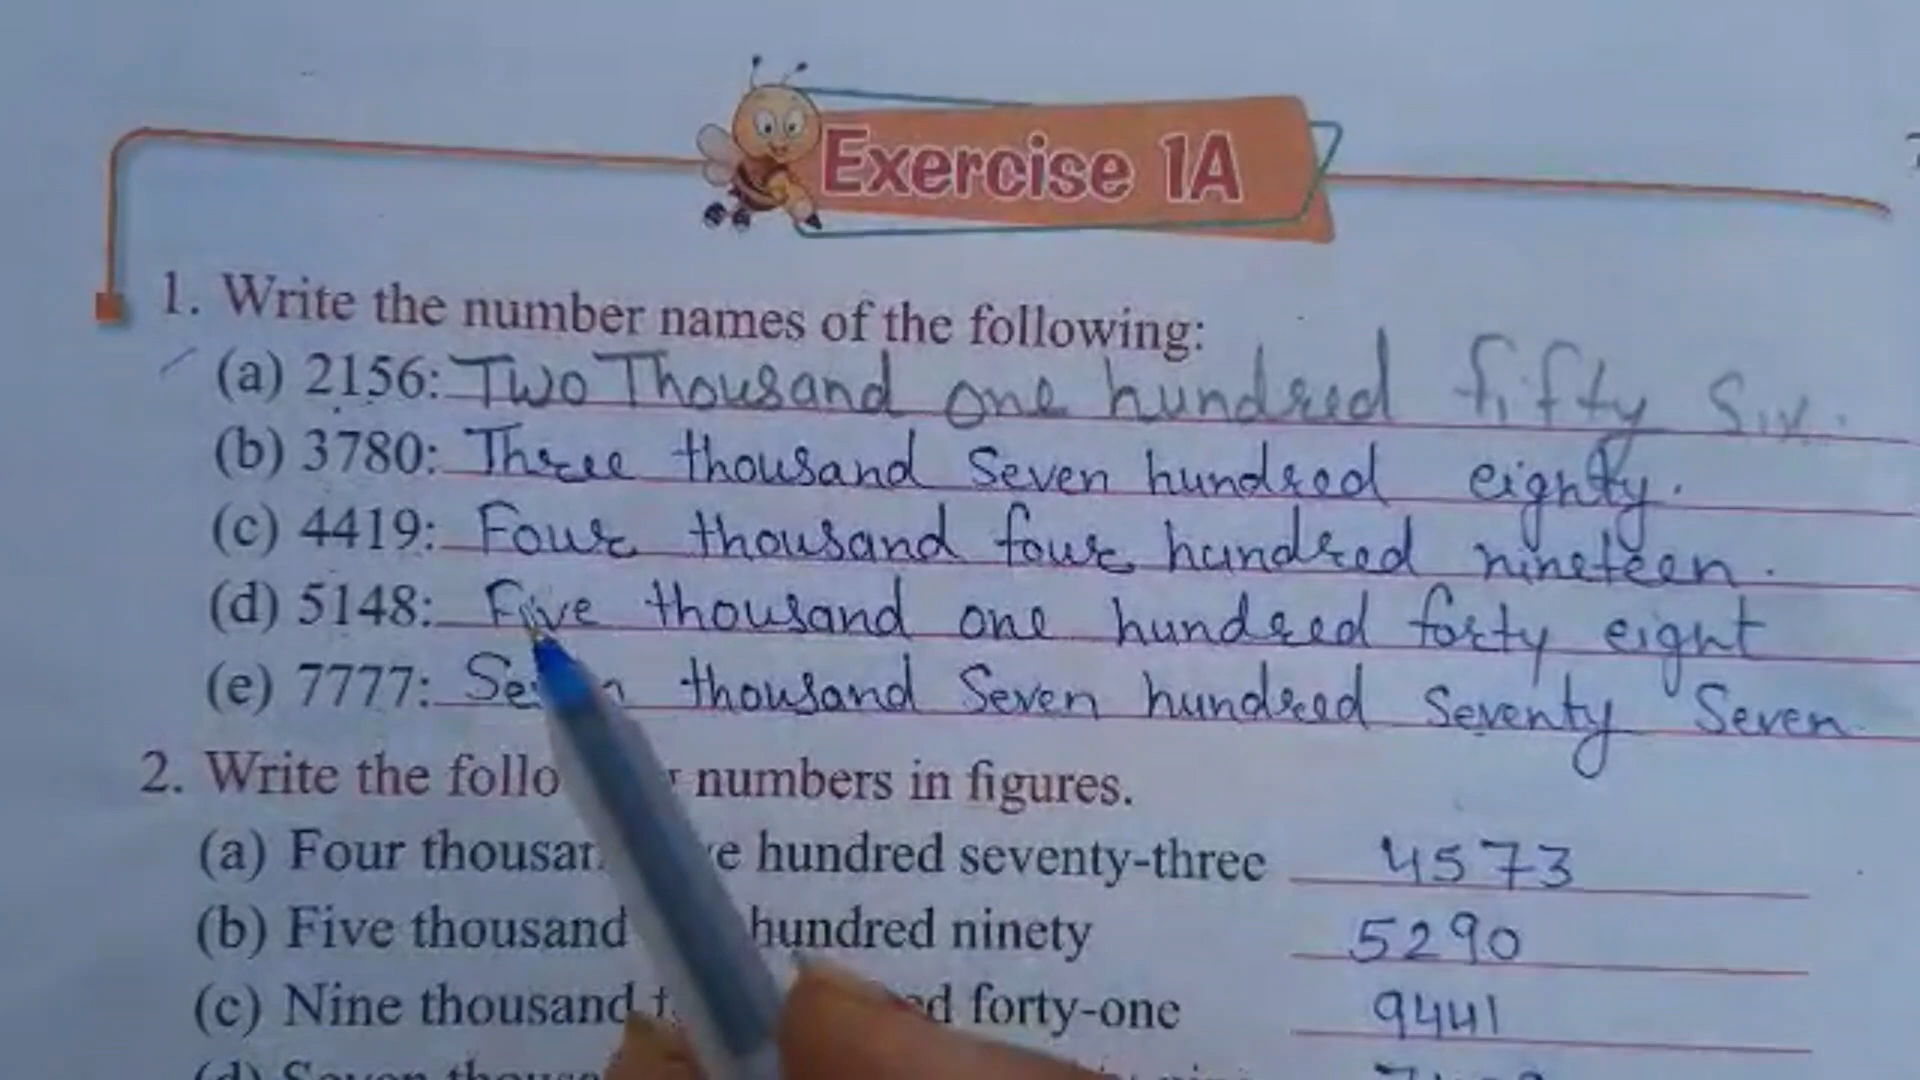 Exercise 1A
1. Write the number names of the following:
(a) 2156: Two Thousand one hundred fifty Six.
(b) 3780: Three thousand Seven hundred eighty.
(c) 4419: Four thousand four hundred nineteen.
(d) 5148: Five thousand one hundred forty eight
(e) 7777: thousand Seven hundred Seventy Seven
2. Write the numbers in figures.
(a) Four hundred seventy-three 4573
(b) Five thousand hundred ninety 5290
(c) Nine thousand forty-one 9441